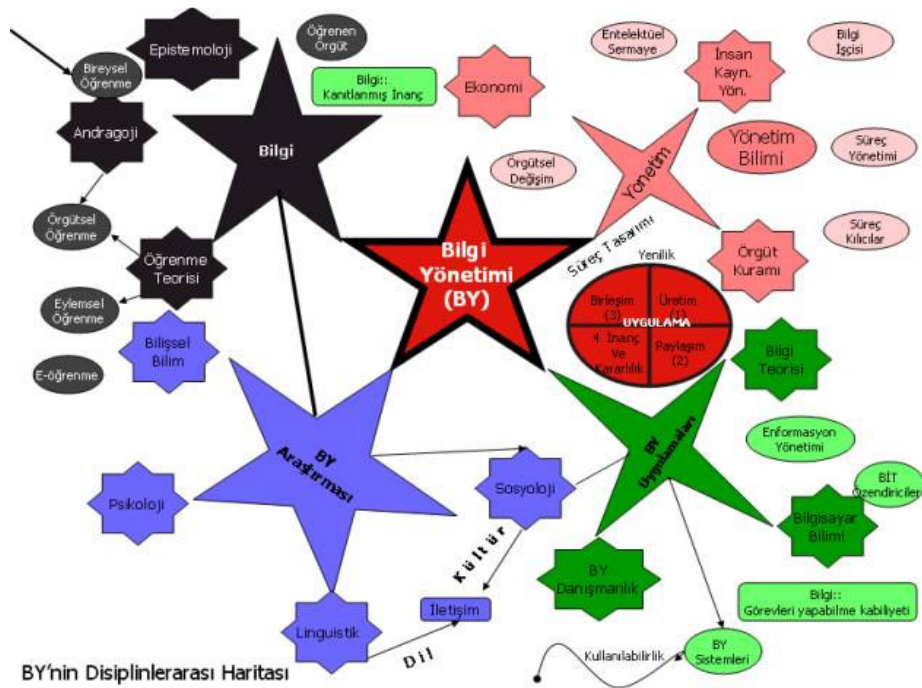 Epistemoloji
Öğrenen
Örgüt
Bireysel
Öğrenme
Bilgi::
Kanıtlanmış İnanç
Ekonomi
Entelektüel
Sermaye
İnsan
Kayn.
Yön.
Bilgi
İşçisi
Andragoji
Bilgi
Örgütsel
Değişim
Yönetim
Yönetim
Bilimi
Süreç
Yönetimi
Örgütsel
Öğrenme
Öğrenme
Teorisi
Bilgi
Yönetimi
(BY)
Süreç Tasarımı
Yenilik
Örgüt
Kuramı
Süreç
Kılıcılar
Eylemsel
Öğrenme
Birleşim
(3)
Üretim
(1)
UYGULAMA
4. İnanç
Ve
Kararlılık
Paylaşım
(2)
Bilişsel
Bilim
E-öğrenme
Bilgi
Teorisi
BY
Araştırması
BY
Uygulamaları
Enformasyon
Yönetimi
BİT
Özendiriciler
Psikoloji
Sosyoloji
Bilgisayar
Bilimi
Kültür
BY
Danışmanlık
Bilgi::
Görevleri yapabilme kabiliyeti
Linguistik
İletişim
Dil
Kullanılabilirlik
BY
Sistemleri
BY'nin Disiplinlerarası Haritası